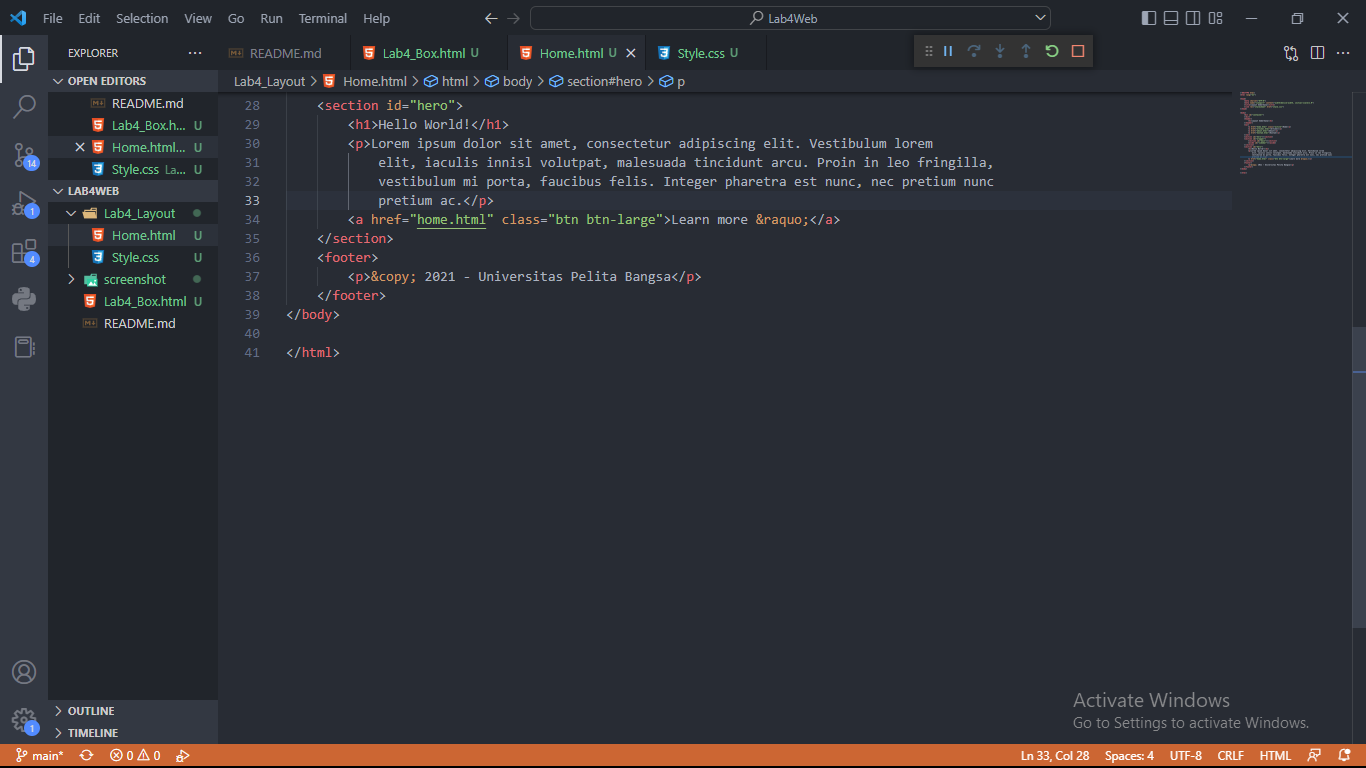 File Edit Selection View Go Run Terminal Help
Lab4Web
EXPLORER
README.md
Lab4_Box.html U
Home.html U
Style.css U
OPEN EDITORS
Lab4_Layout > Home.html > html > body > section#hero > p
README.md
Lab4_Box.h... U
Home.html... U
Style.css La... U
LAB4WEB
Lab4_Layout
Home.html U
Style.css U
screenshot
Lab4_Box.html U
README.md
14
1
4
28 <section id="hero">
29 <h1>Hello World!</h1>
30 <p>Lorem ipsum dolor sit amet, consectetur adipiscing elit. Vestibulum lorem
31 elit, iaculis innisl volutpat, malesuada tincidunt arcu. Proin in leo fringilla,
32 vestibulum mi porta, faucibus felis. Integer pharetra est nunc, nec pretium nunc
33 pretium ac.</p>
34 <a href="home.html" class="btn btn-large">Learn more &raquo;</a>
35 </section>
36 <footer>
37 <p>&copy; 2021 - Universitas Pelita Bangsa</p>
38 </footer>
39 </body>
40
41 </html>
OUTLINE
TIMELINE
1
Activate Windows
Go to Settings to activate Windows.
main* 0 0
Ln 33, Col 28 Spaces: 4 UTF-8 CRLF HTML